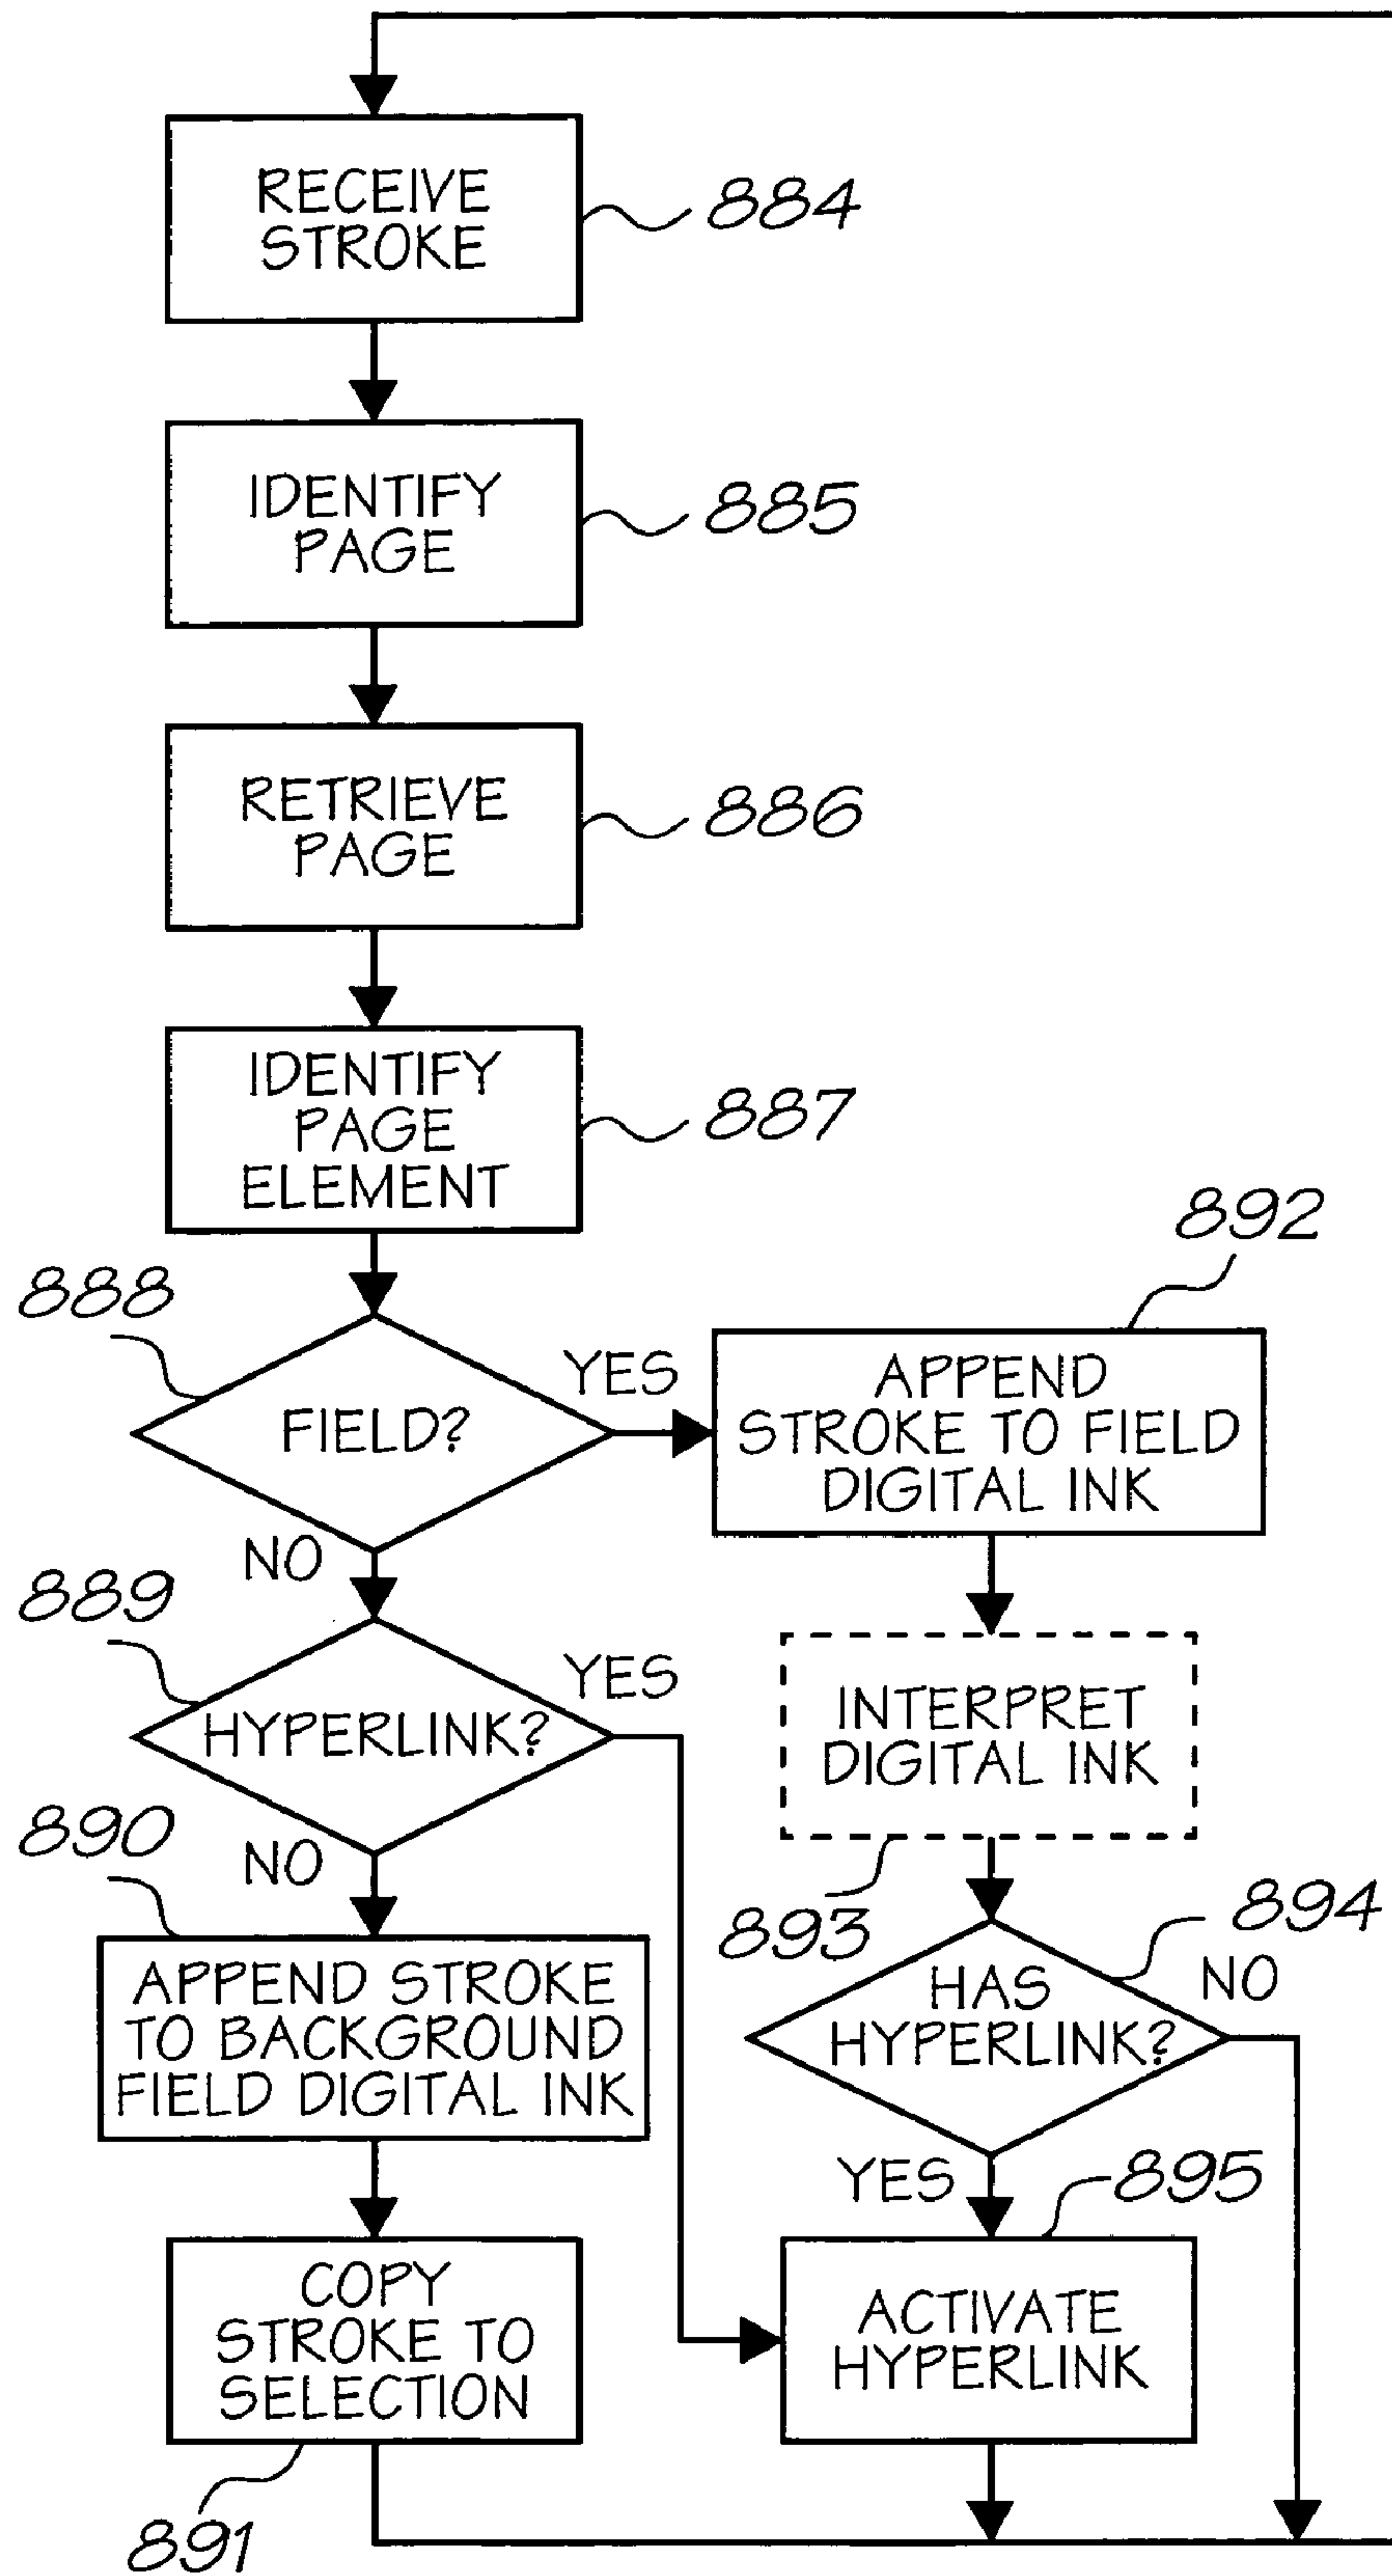 RECEIVE
STROKE
884
IDENTIFY
PAGE
885
RETRIEVE
PAGE
886
IDENTIFY
PAGE
ELEMENT
887
888
FIELD?
YES
NO
892
APPEND
STROKE TO FIELD
DIGITAL INK
889
HYPERLINK?
YES
NO
INTERPRET
DIGITAL INK
893
890
APPEND STROKE
TO BACKGROUND
FIELD DIGITAL INK
894
HAS
HYPERLINK?
NO
YES
895
COPY
STROKE TO
SELECTION
891
ACTIVATE
HYPERLINK